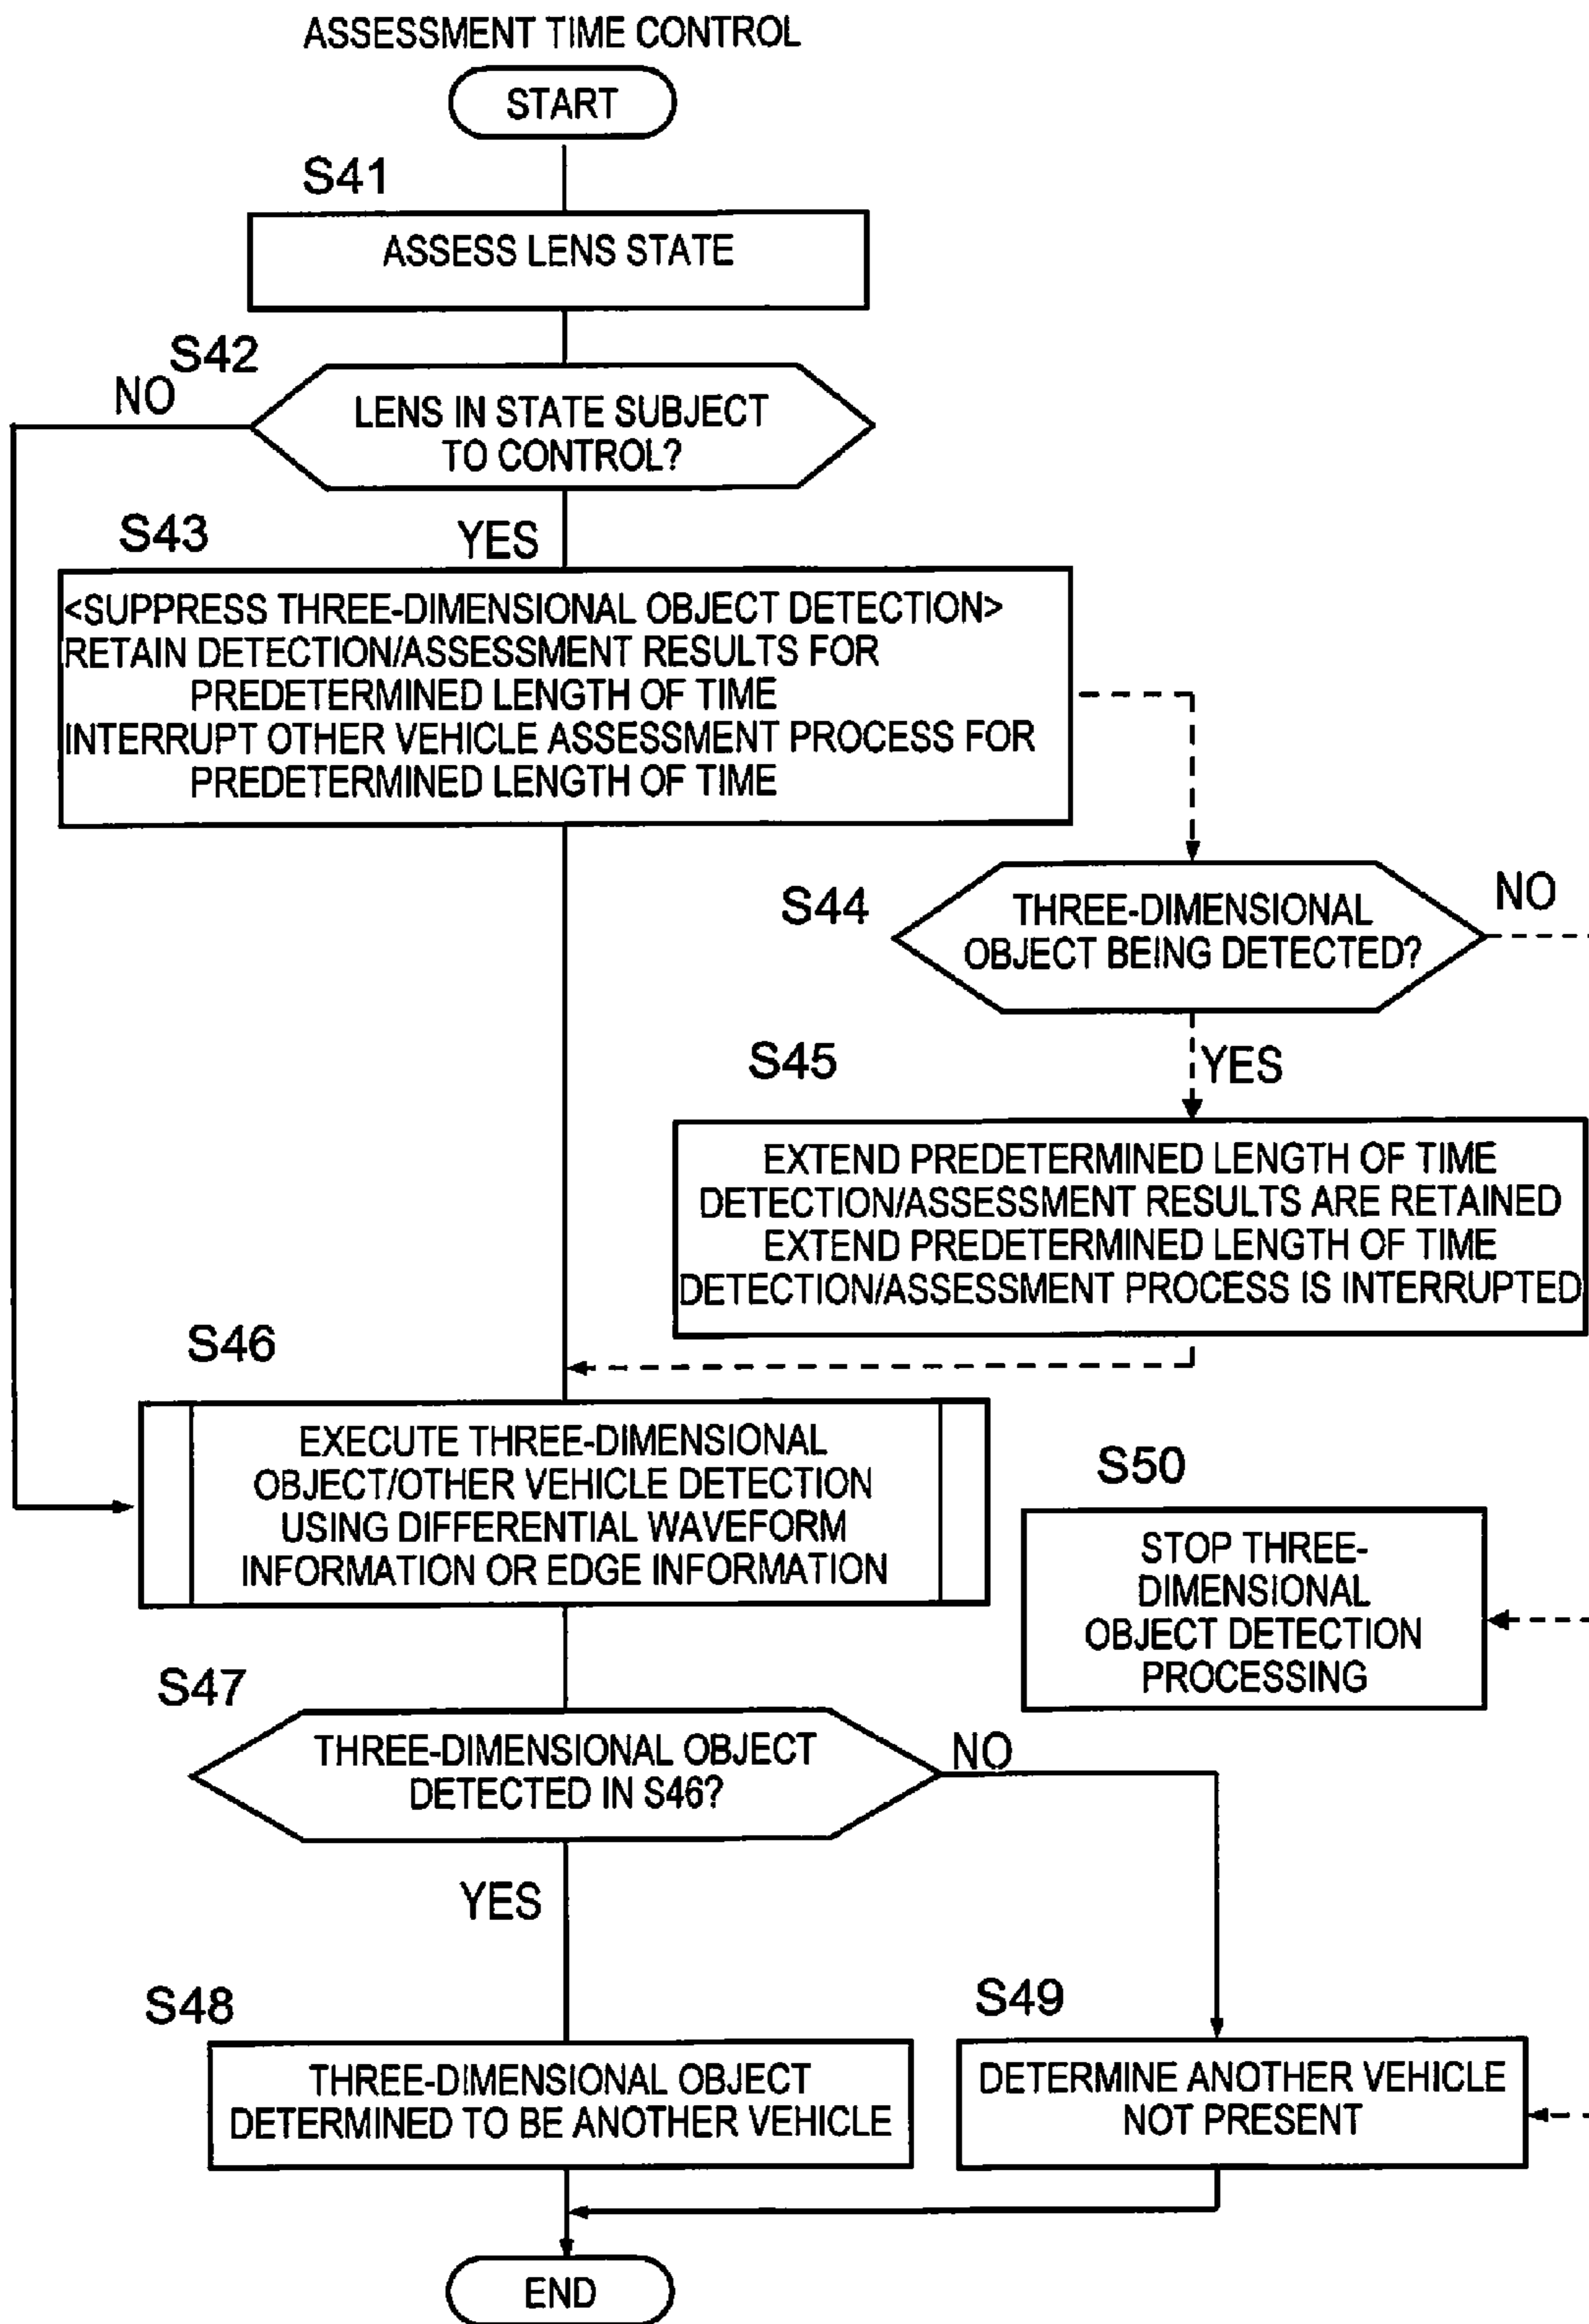 ASSESSMENT TIME CONTROL
START
S41
ASSESS LENS STATE
S42
NO
LENS IN STATE SUBJECT
TO CONTROL?
S43
YES
<SUPPRESS THREE-DIMENSIONAL OBJECT DETECTION>
RETAIN DETECTION/ASSESSMENT RESULTS FOR
PREDETERMINED LENGTH OF TIME
INTERRUPT OTHER VEHICLE ASSESSMENT PROCESS FOR
PREDETERMINED LENGTH OF TIME
S44
THREE-DIMENSIONAL
OBJECT BEING DETECTED?
NO
S45
YES
EXTEND PREDETERMINED LENGTH OF TIME
DETECTION/ASSESSMENT RESULTS ARE RETAINED
EXTEND PREDETERMINED LENGTH OF TIME
DETECTION/ASSESSMENT PROCESS IS INTERRUPTED
S46
EXECUTE THREE-DIMENSIONAL
OBJECT/OTHER VEHICLE DETECTION
USING DIFFERENTIAL WAVEFORM
INFORMATION OR EDGE INFORMATION
S50
STOP THREE-
DIMENSIONAL
OBJECT DETECTION
PROCESSING
S47
THREE-DIMENSIONAL OBJECT
DETECTED IN S46?
NO
YES
S48
THREE-DIMENSIONAL OBJECT
DETERMINED TO BE ANOTHER VEHICLE
S49
DETERMINE ANOTHER VEHICLE
NOT PRESENT
END